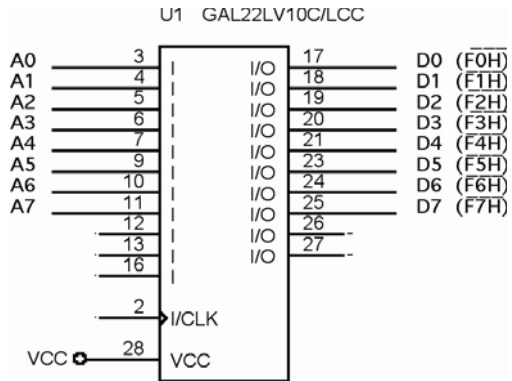 U1 GAL22LV10C/LCC
A0 3 I I/O 17 D0 (F0H)
A1 4 I I/O 18 D1 (F1H)
A2 5 I I/O 19 D2 (F2H)
A3 6 I I/O 20 D3 (F3H)
A4 7 I I/O 21 D4 (F4H)
A5 9 I I/O 23 D5 (F5H)
A6 10 I I/O 24 D6 (F6H)
A7 11 I I/O 25 D7 (F7H)
12 I I/O 26
13 I I/O 27
16 I
2 I/CLK
VCC 28 VCC